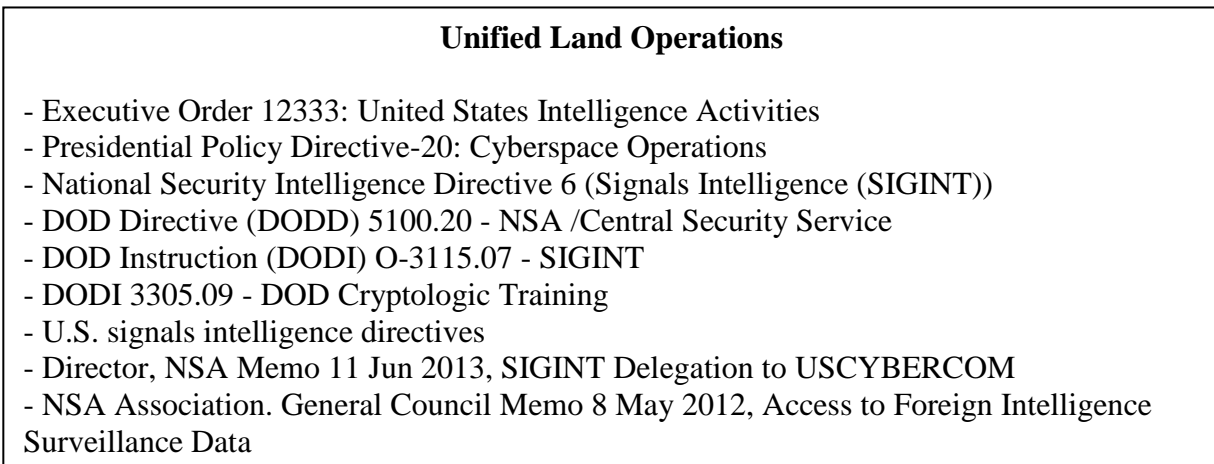 Unified Land Operations
- Executive Order 12333: United States Intelligence Activities
- Presidential Policy Directive-20: Cyberspace Operations
- National Security Intelligence Directive 6 (Signals Intelligence (SIGINT))
- DOD Directive (DODD) 5100.20 - NSA /Central Security Service
- DOD Instruction (DODI) O-3115.07 - SIGINT
- DODI 3305.09 - DOD Cryptologic Training
- U.S. signals intelligence directives
- Director, NSA Memo 11 Jun 2013, SIGINT Delegation to USCYBERCOM
- NSA Association. General Council Memo 8 May 2012, Access to Foreign Intelligence
Surveillance Data